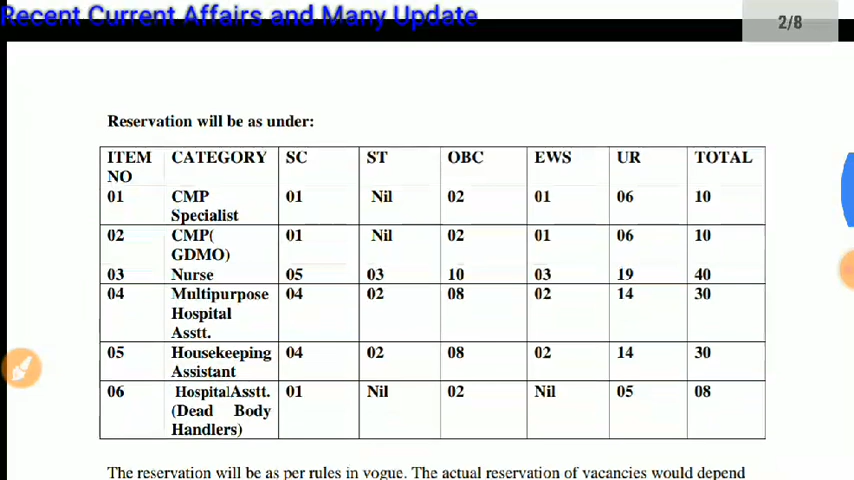 Recent Current Affairs and Many Update
2/8
Reservation will be as under:
ITEM NO CATEGORY SC ST OBC EWS UR TOTAL
01 CMP Specialist 01 Nil 02 01 06 10
02 CMP( GDMO) 01 Nil 02 01 06 10
03 Nurse 05 03 10 03 19 40
04 Multipurpose Hospital Asstt. 04 02 08 02 14 30
05 Housekeeping Assistant 04 02 08 02 14 30
06 HospitalAsstt. (Dead Body Handlers) 01 Nil 02 Nil 05 08
The reservation will be as per rules in vogue. The actual reservation of vacancies would depend